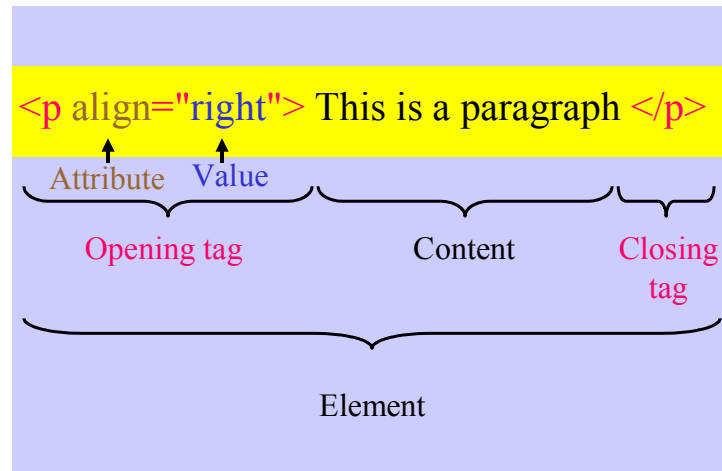 <p align="right"> This is a paragraph </p>
Attribute Value
Opening tag Content Closing
tag
Element